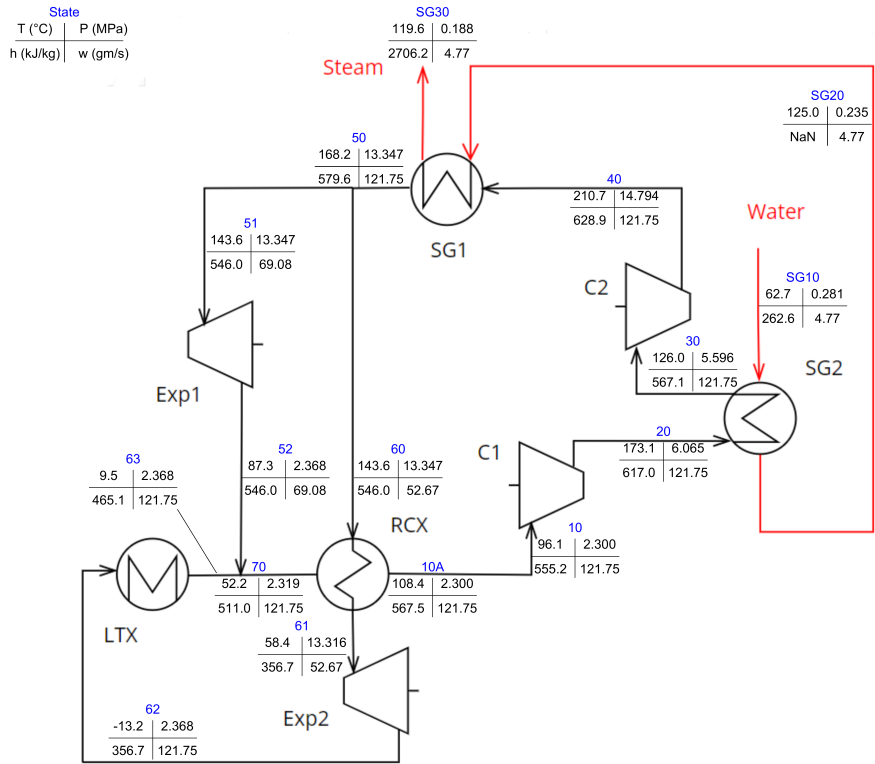 State
T (°C) P (MPa)
h (kJ/kg) w (gm/s)
SG30
119.6 0.188
2706.2 4.77
Steam
SG20
125.0 0.235
NaN 4.77
50
168.2 13.347
579.6 121.75
40
210.7 14.794
628.9 121.75
SG1
Water
51
143.6 13.347
546.0 69.08
SG10
62.7 0.281
262.6 4.77
C2
30
126.0 5.596
567.1 121.75
SG2
Exp1
20
173.1 6.065
617.0 121.75
C1
63
9.5 2.368
465.1 121.75
52
87.3 2.368
546.0 69.08
60
143.6 13.347
546.0 52.67
RCX
10
96.1 2.300
555.2 121.75
70
52.2 2.319
511.0 121.75
10A
108.4 2.300
567.5 121.75
LTX
61
58.4 13.316
356.7 52.67
Exp2
62
-13.2 2.368
356.7 121.75